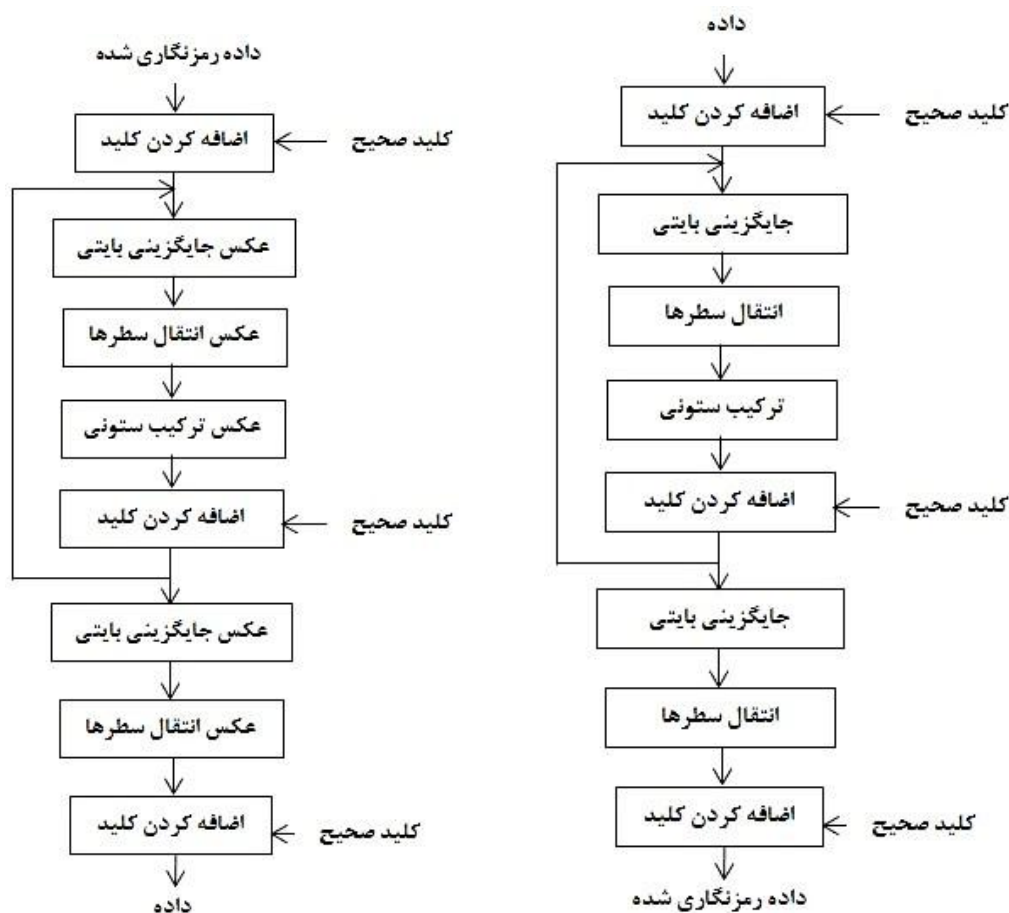 داده
اضافه کردن کلید
کلید صحیح
جایگزینی بایتی
انتقال سطرها
ترکیب ستونی
اضافه کردن کلید
کلید صحیح
جایگزینی بایتی
انتقال سطرها
اضافه کردن کلید
کلید صحیح
داده رمزنگاری شده
داده رمزنگاری شده
اضافه کردن کلید
کلید صحیح
عکس جایگزینی بایتی
عکس انتقال سطرها
عکس ترکیب ستونی
اضافه کردن کلید
کلید صحیح
عکس جایگزینی بایتی
عکس انتقال سطرها
اضافه کردن کلید
کلید صحیح
داده